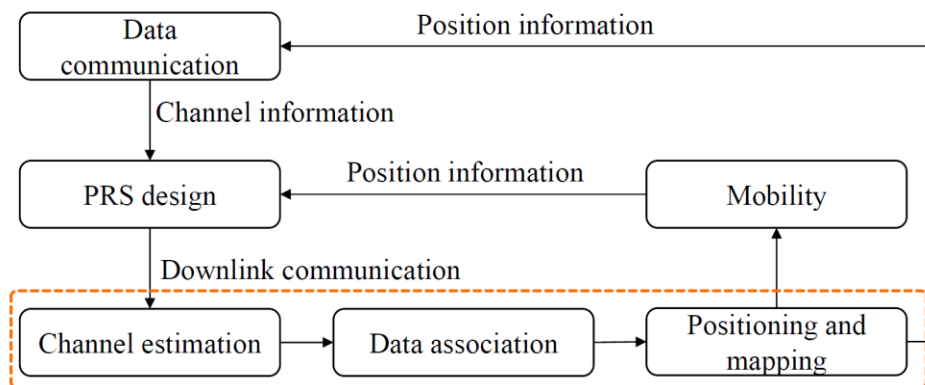 Data
communication
Position information
Channel information
PRS design
Position information
Mobility
Downlink communication
Channel estimation
Data association
Positioning and
mapping